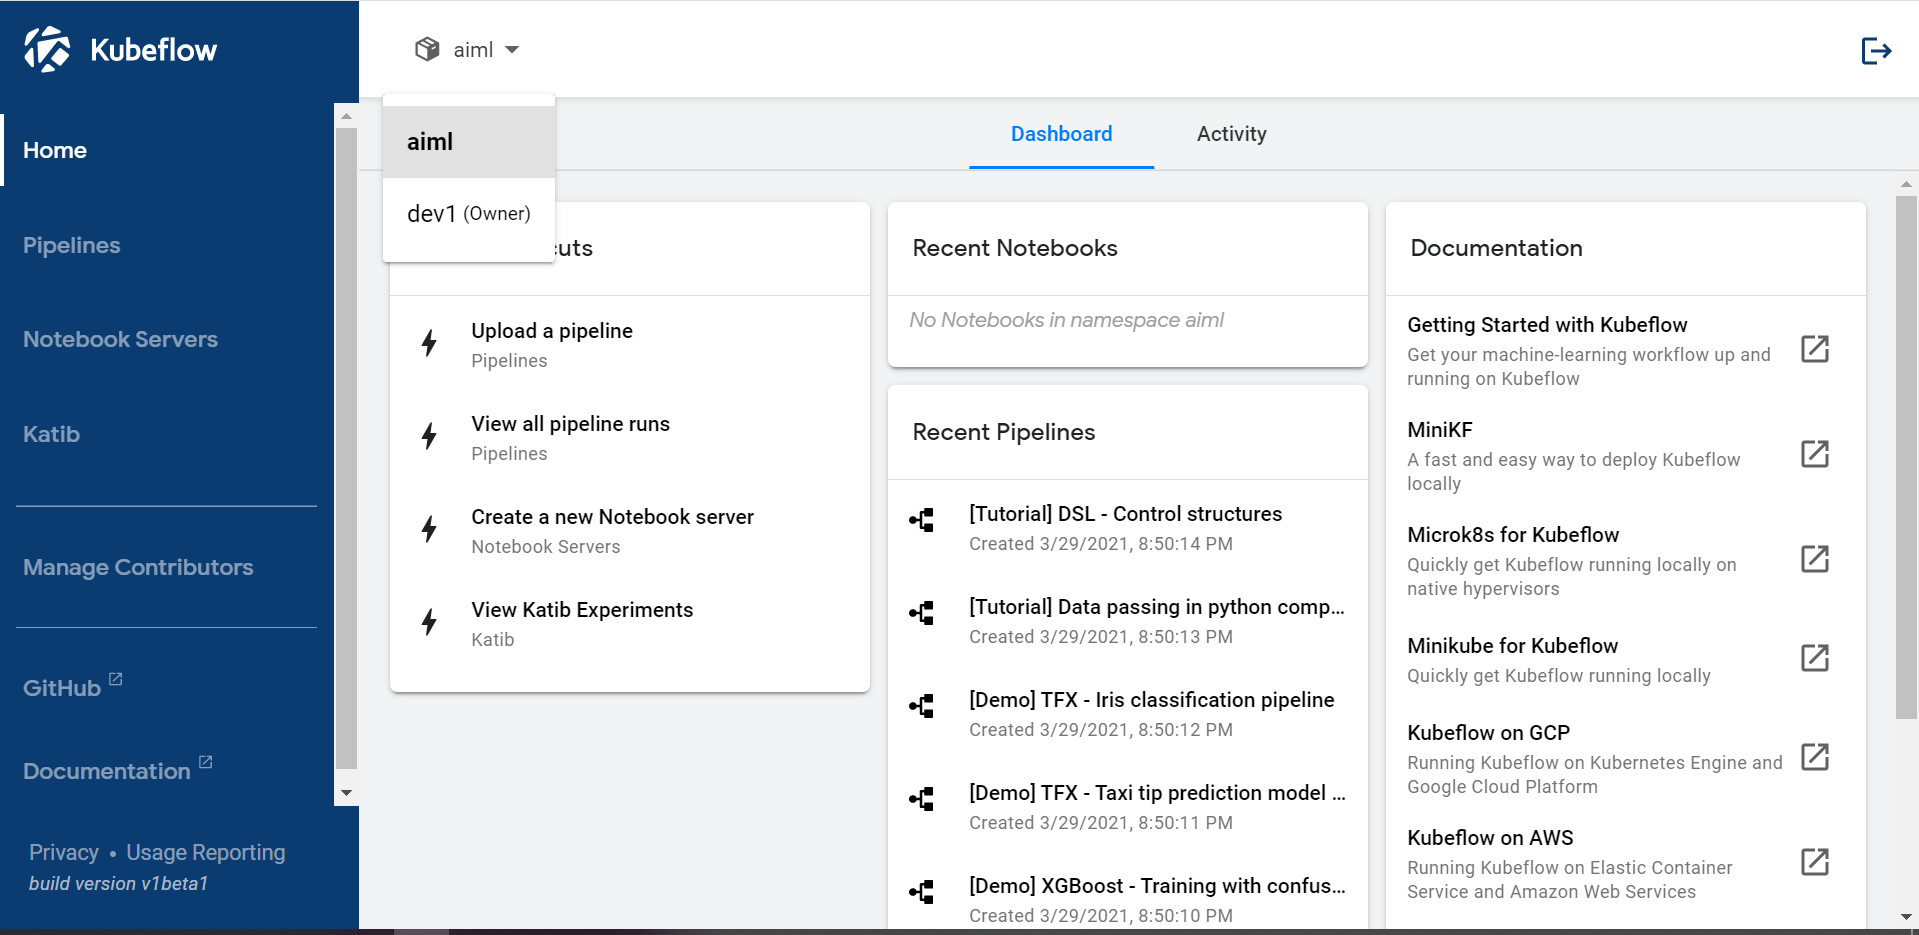 Kubeflow
aiml
aiml
dev1 (Owner)
Home
Pipelines
Notebook Servers
Katib
Manage Contributors
GitHub
Documentation
Privacy • Usage Reporting
build version v1beta1
Dashboard
Activity
cuts
Upload a pipeline
Pipelines
View all pipeline runs
Pipelines
Create a new Notebook server
Notebook Servers
View Katib Experiments
Katib
Recent Notebooks
No Notebooks in namespace aiml
Recent Pipelines
[Tutorial] DSL - Control structures
Created 3/29/2021, 8:50:14 PM
[Tutorial] Data passing in python comp...
Created 3/29/2021, 8:50:13 PM
[Demo] TFX - Iris classification pipeline
Created 3/29/2021, 8:50:12 PM
[Demo] TFX - Taxi tip prediction model ...
Created 3/29/2021, 8:50:11 PM
[Demo] XGBoost - Training with confus...
Created 3/29/2021, 8:50:10 PM
Documentation
Getting Started with Kubeflow
Get your machine-learning workflow up and
running on Kubeflow
MiniKF
A fast and easy way to deploy Kubeflow
locally
Microk8s for Kubeflow
Quickly get Kubeflow running locally on
native hypervisors
Minikube for Kubeflow
Quickly get Kubeflow running locally
Kubeflow on GCP
Running Kubeflow on Kubernetes Engine and
Google Cloud Platform
Kubeflow on AWS
Running Kubeflow on Elastic Container
Service and Amazon Web Services